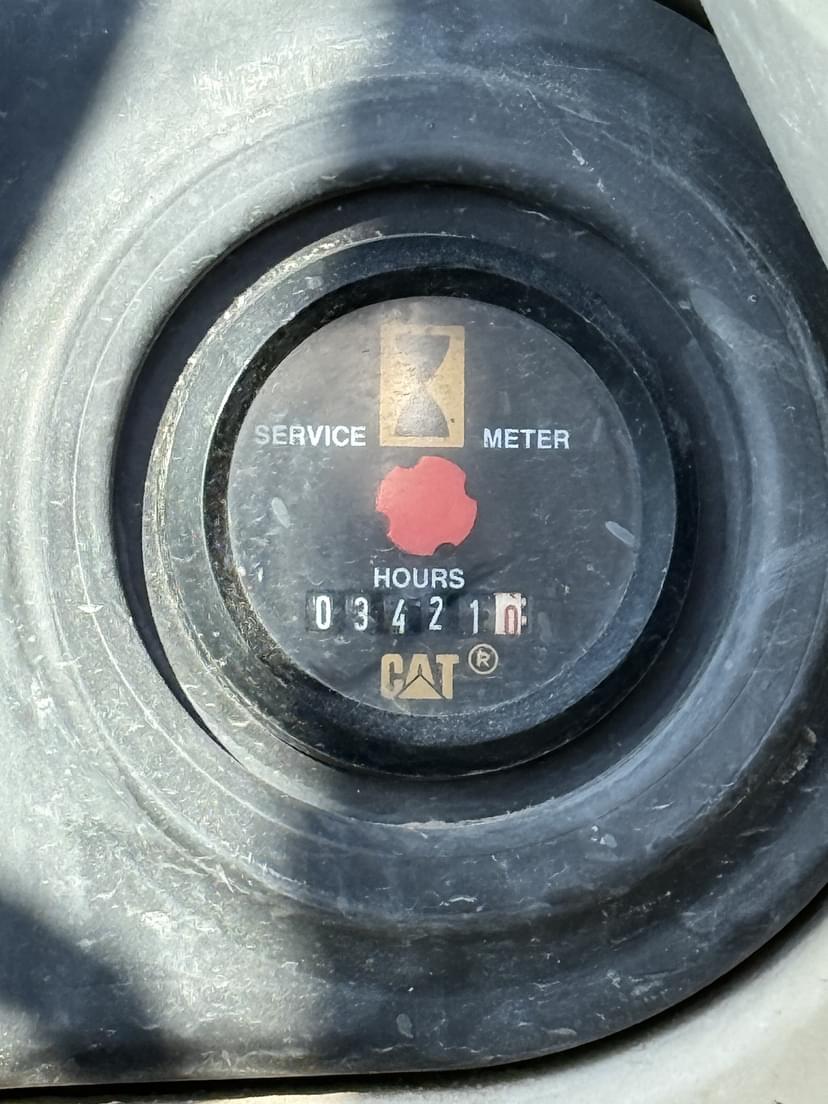 SERVICE METER
HOURS
034210
CAT ®